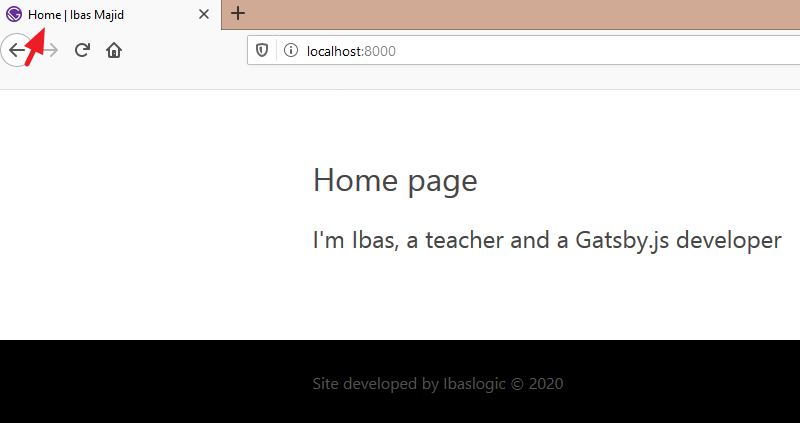 Home | Ibas Majid
localhost:8000
Home page
I'm Ibas, a teacher and a Gatsby.js developer
Site developed by Ibaslogic © 2020